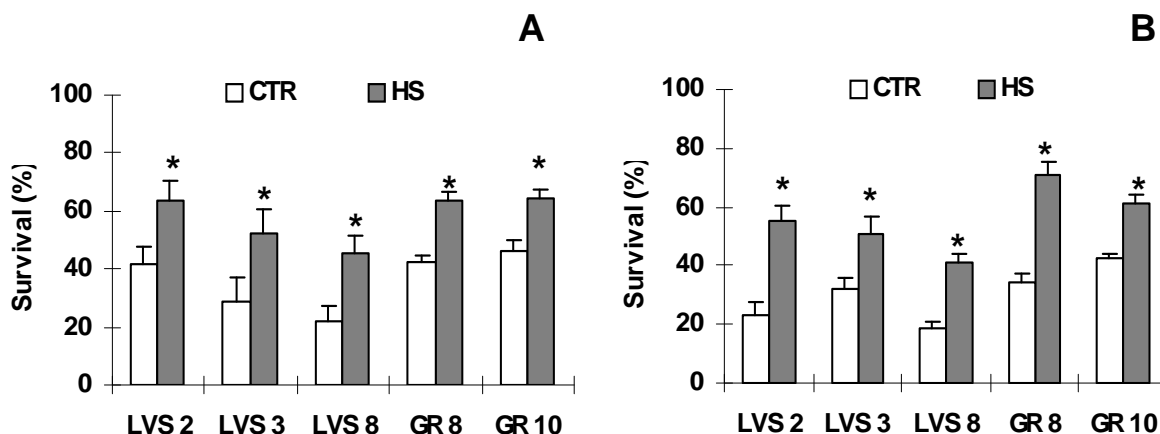 A
CTR HS
100
80
60
40
20
0
Survival (%)
* * * * *
LVS 2 LVS 3 LVS 8 GR 8 GR 10
B
CTR HS
100
80
60
40
20
0
Survival (%)
* * * * *
LVS 2 LVS 3 LVS 8 GR 8 GR 10